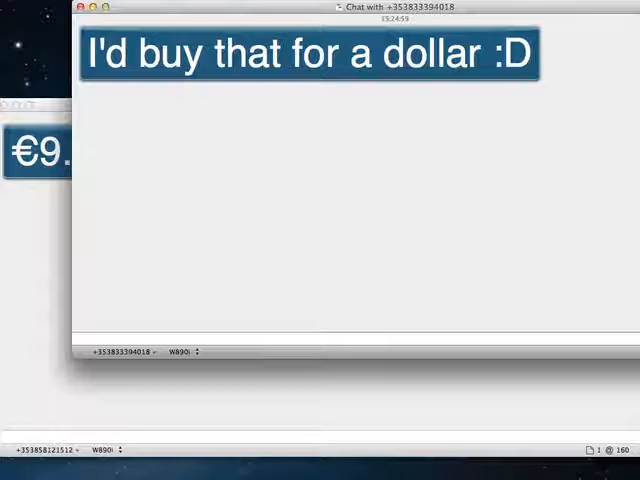 Chat with +353833394018
15:24:59
I'd buy that for a dollar :D
€9.
+353833394018
W890i
+353858121512
W890i
1 @ 160